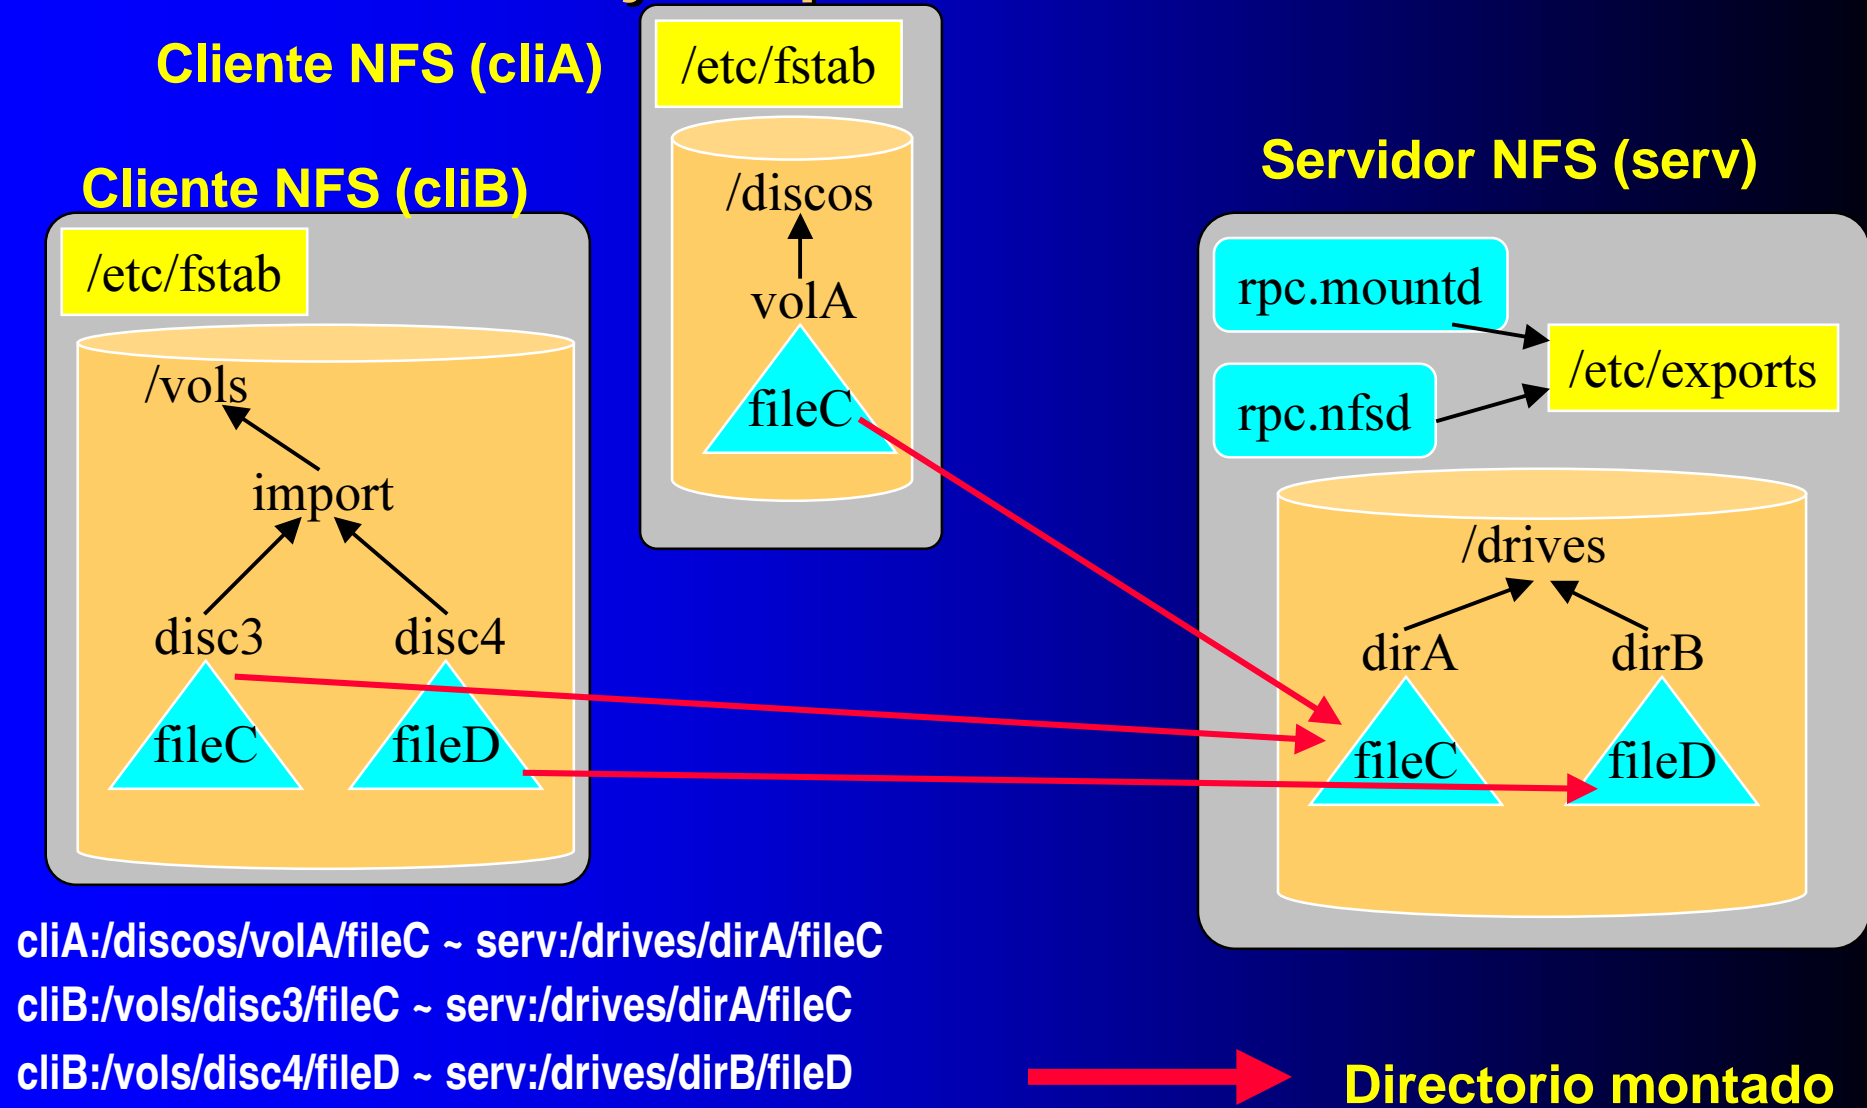 Cliente NFS (cliA)
/etc/fstab
/discos
volA
fileC
Cliente NFS (cliB)
/etc/fstab
/vols
import
disc3
disc4
fileC
fileD
Servidor NFS (serv)
rpc.mountd
rpc.nfsd
/etc/exports
/drives
dirA
dirB
fileC
fileD
cliA:/discos/volA/fileC ~ serv:/drives/dirA/fileC
cliB:/vols/disc3/fileC ~ serv:/drives/dirA/fileC
cliB:/vols/disc4/fileD ~ serv:/drives/dirB/fileD
Directorio montado